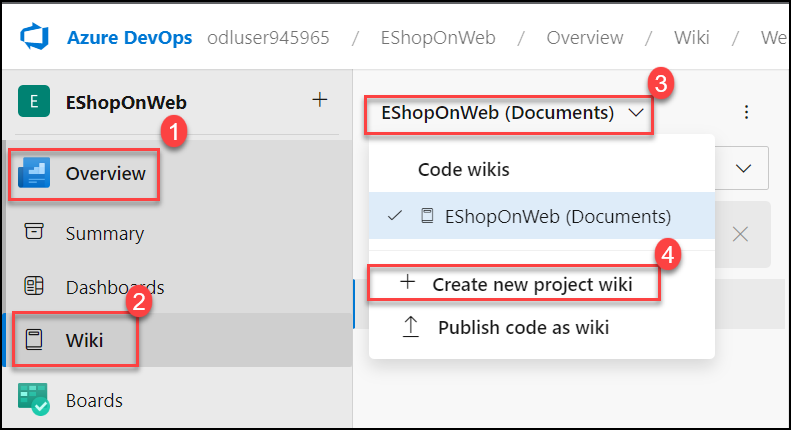 Azure DevOps odluser945965 / EShopOnWeb / Overview / Wiki / We
E EShopOnWeb +
1
Overview
Summary
Dashboards
2
Wiki
Boards
3
EShopOnWeb (Documents)
Code wikis
EShopOnWeb (Documents)
4
+ Create new project wiki
Publish code as wiki